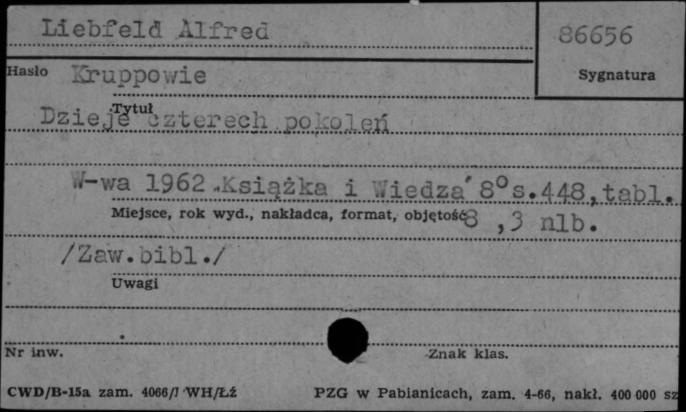 Liebfeld Alfred
86656
Hasło Kruppowie
Sygnatura
Tytuł
Dzieje czterech pokoleń
W-wa 1962.Książka i Wiedza 8°s.448,tabl.
Miejsce, rok wyd., nakładca, format, objętość 8 ,3 nlb.
/Zaw.bibl./
Uwagi
Nr inw. Znak klas.
CWD/B-15a zam. 4066/7 WH/Łź PZG w Pabianicach, zam. 4-66, nakł. 400 000 sz